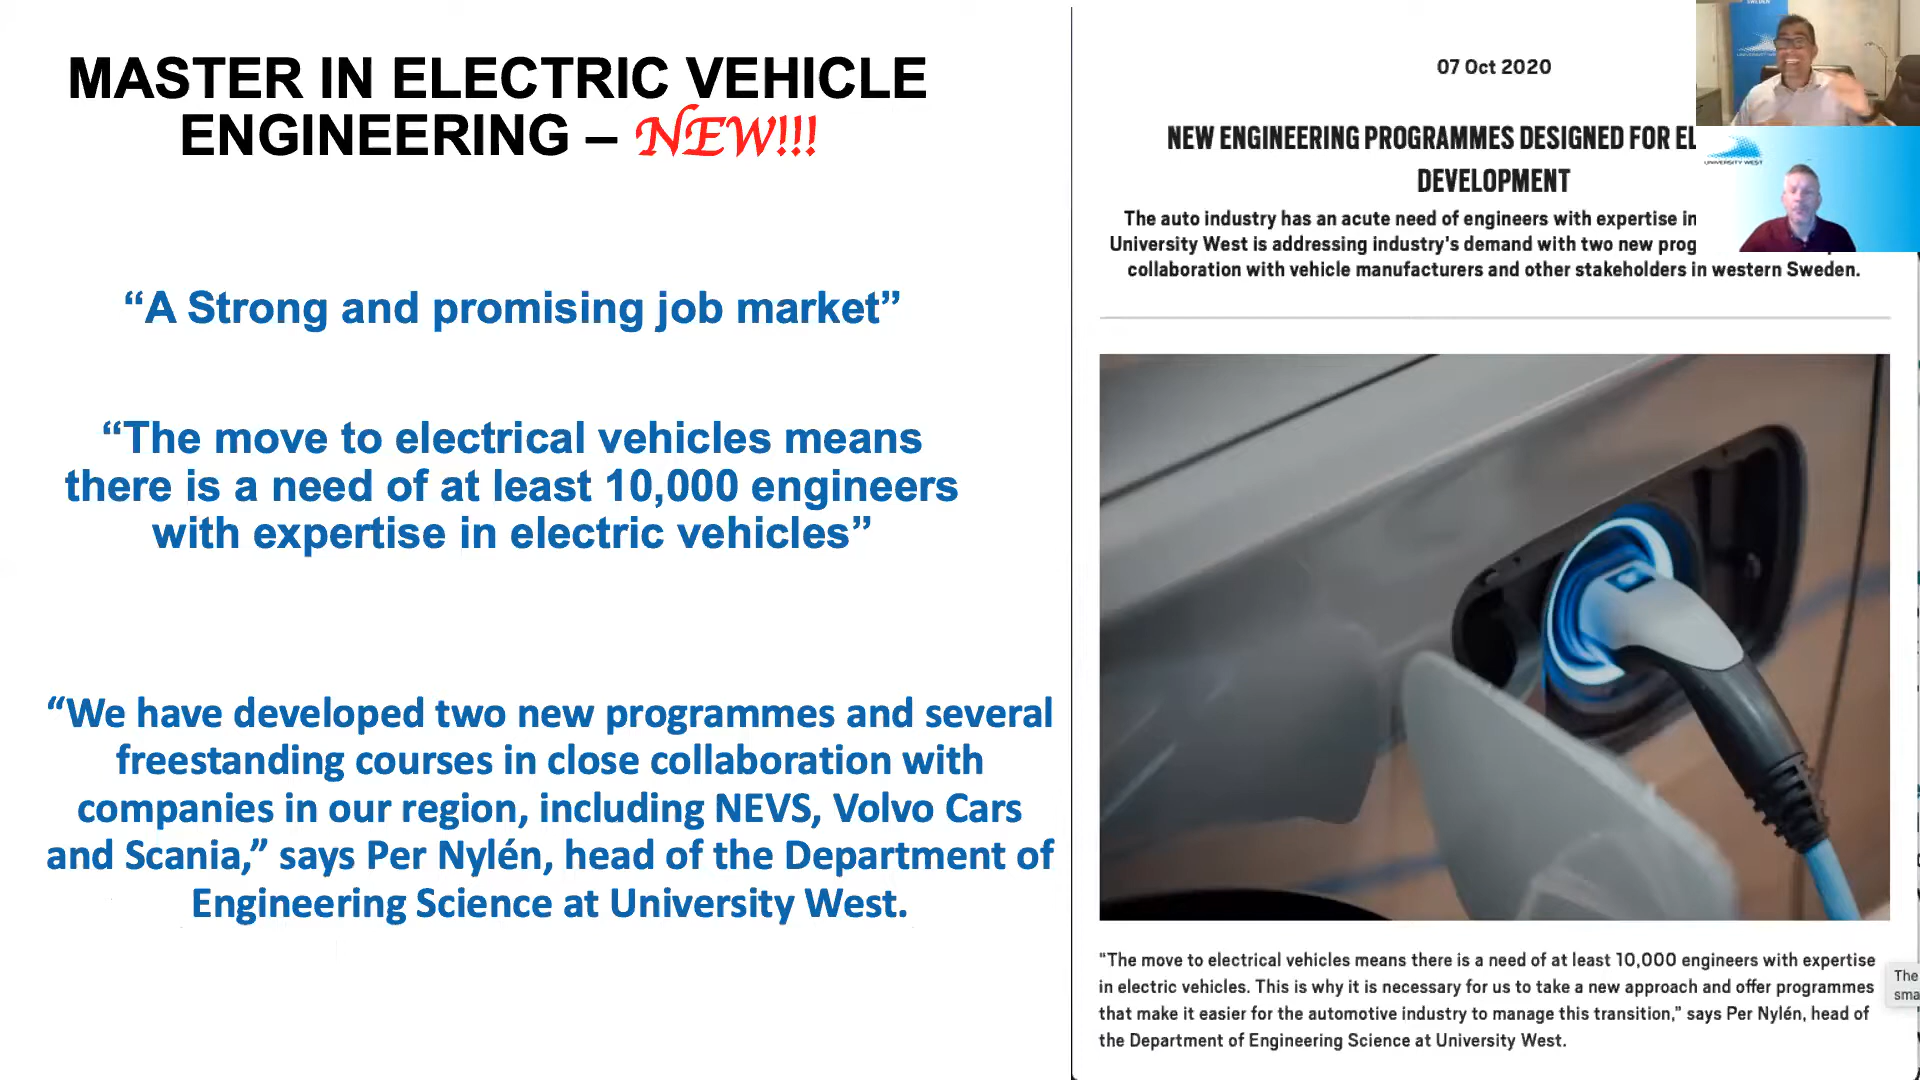 MASTER IN ELECTRIC VEHICLE
ENGINEERING – NEW!!!
“A Strong and promising job market”
“The move to electrical vehicles means
there is a need of at least 10,000 engineers
with expertise in electric vehicles”
“We have developed two new programmes and several
freestanding courses in close collaboration with
companies in our region, including NEVS, Volvo Cars
and Scania,” says Per Nylén, head of the Department of
Engineering Science at University West.
07 Oct 2020
NEW ENGINEERING PROGRAMMES DESIGNED FOR EL
DEVELOPMENT
The auto industry has an acute need of engineers with expertise in
University West is addressing industry's demand with two new prog
collaboration with vehicle manufacturers and other stakeholders in western Sweden.
"The move to electrical vehicles means there is a need of at least 10,000 engineers with expertise
in electric vehicles. This is why it is necessary for us to take a new approach and offer programmes
that make it easier for the automotive industry to manage this transition," says Per Nylén, head of
the Department of Engineering Science at University West.
SWEDEN
UNIVERSITY WEST
The
sma